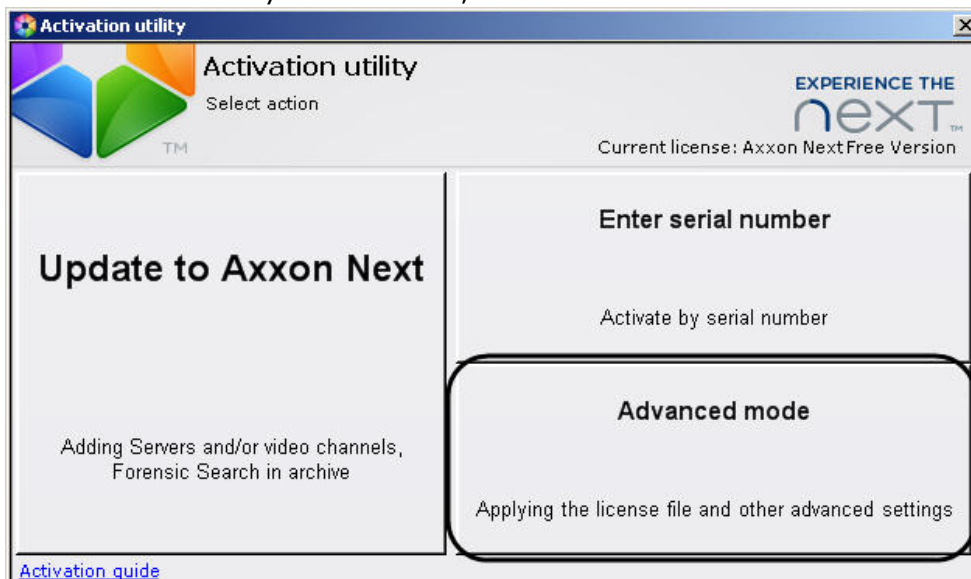 Activation utility
Activation utility
Select action
EXPERIENCE THE
next™
Current license: Axxon Next Free Version
TM
Update to Axxon Next
Adding Servers and/or video channels,
Forensic Search in archive
Enter serial number
Activate by serial number
Advanced mode
Applying the license file and other advanced settings
Activation guide